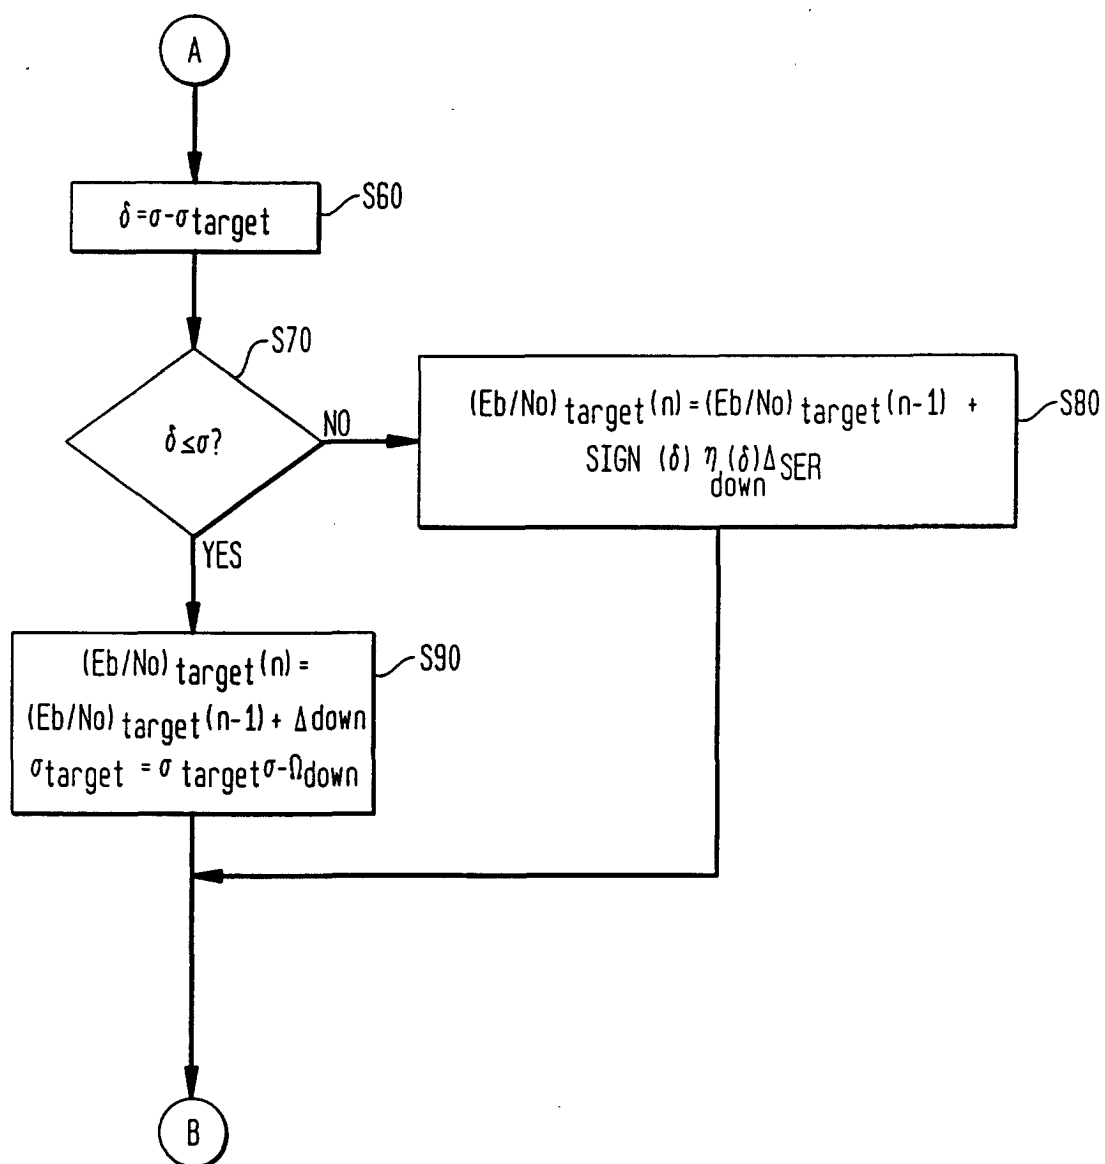 A
δ=σ-σtarget
S60
S70
δ≤σ?
NO
YES
(Eb/No)target(n)=(Eb/No)target(n-1) +
SIGN (δ) η(δ)ΔSER
down
S80
(Eb/No)target(n)=
(Eb/No)target(n-1)+ Δdown
σtarget =σ targetσ-Ωdown
S90
B